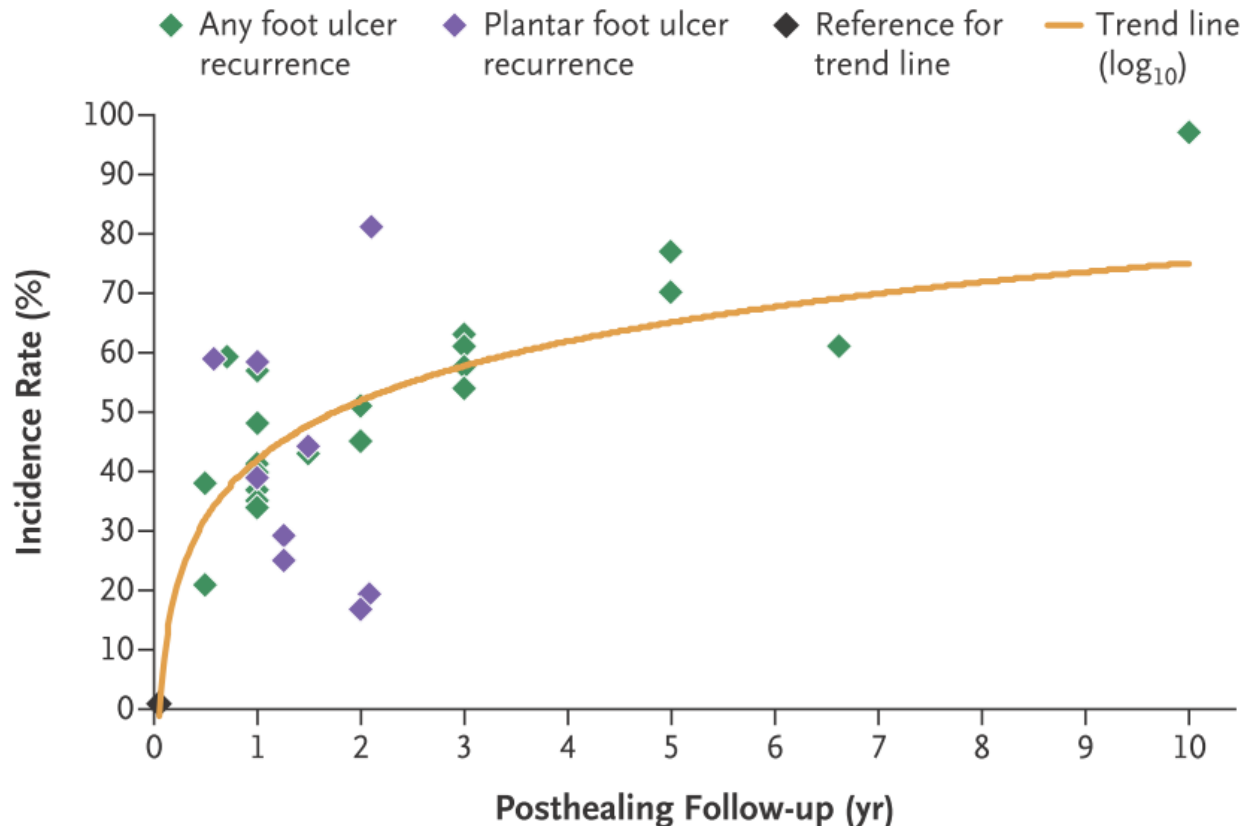 Any foot ulcer recurrence
Plantar foot ulcer recurrence
Reference for trend line
Trend line (log₁₀)
100
90
80
70
60
50
40
30
20
10
0
Incidence Rate (%)
0 1 2 3 4 5 6 7 8 9 10
Posthealing Follow-up (yr)